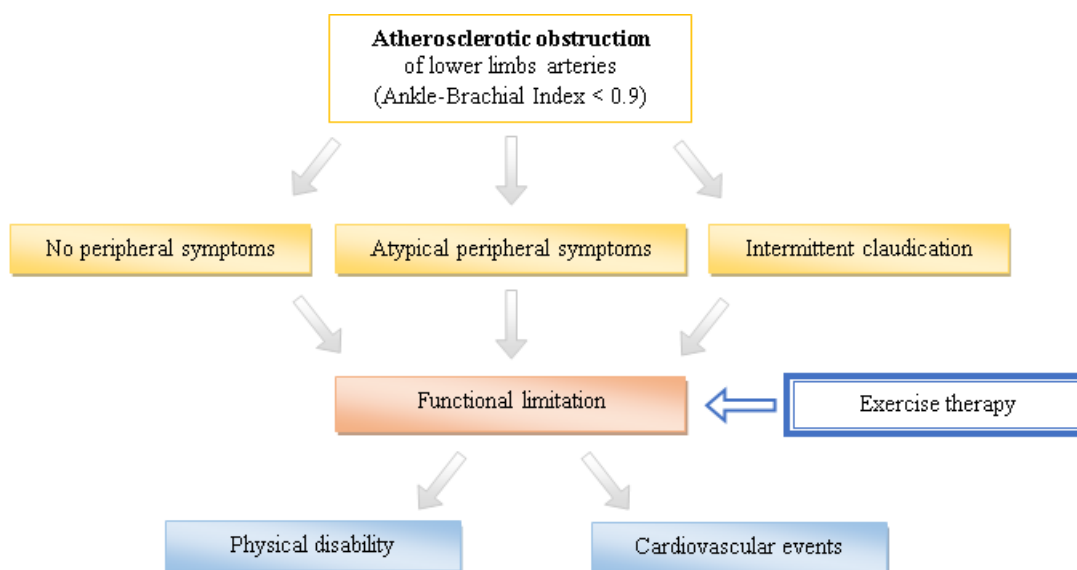 Atherosclerotic obstruction
of lower limbs arteries
(Ankle-Brachial Index < 0.9)
No peripheral symptoms
Atypical peripheral symptoms
Intermittent claudication
Functional limitation
Exercise therapy
Physical disability
Cardiovascular events